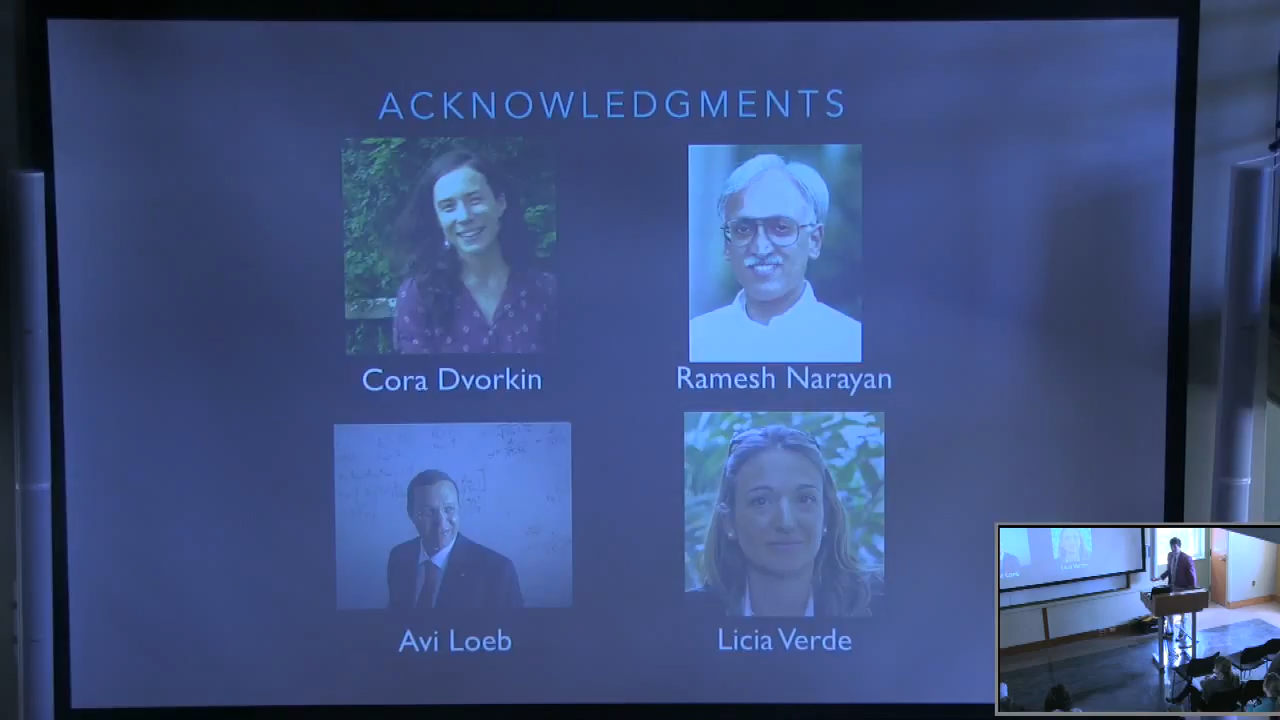 ACKNOWLEDGMENTS
Cora Dvorkin
Ramesh Narayan
Avi Loeb
Licia Verde